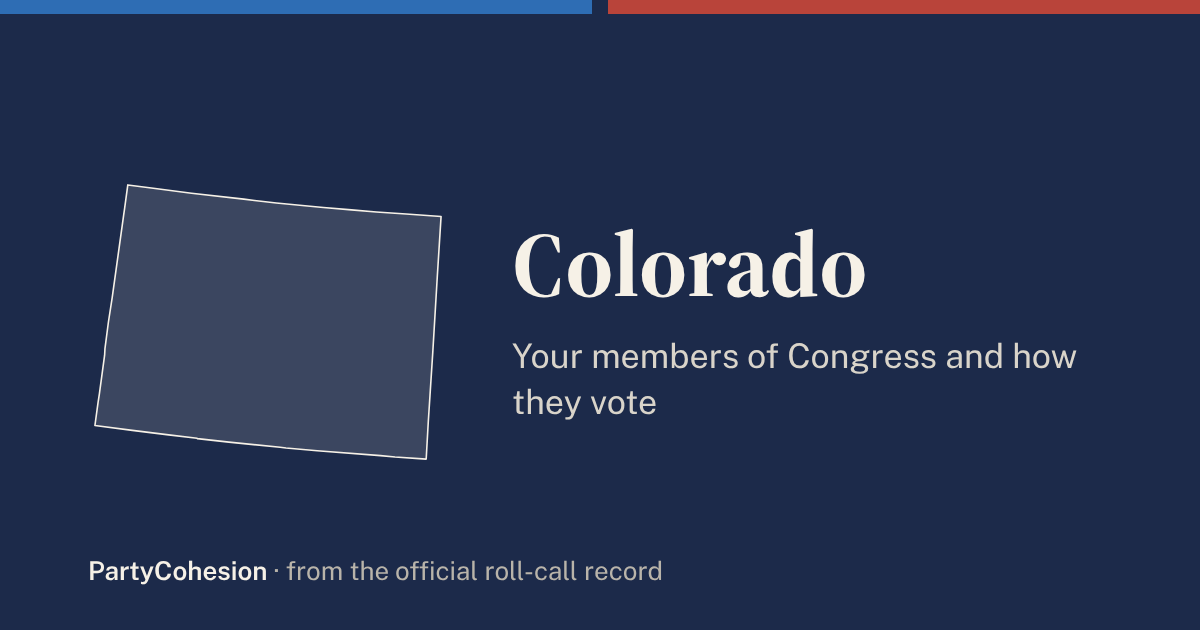 Colorado
Your members of Congress and how
they vote
PartyCohesion · from the official roll-call record